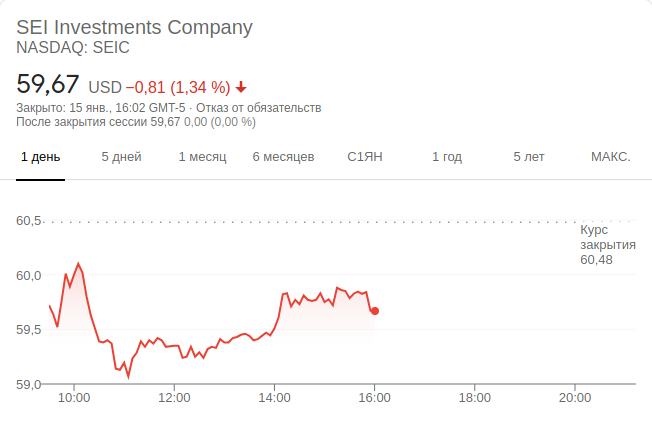 SEI Investments Company
NASDAQ: SEIC
59,67 USD −0,81 (1,34 %)
Закрыто: 15 янв., 16:02 GMT-5 · Отказ от обязательств
После закрытия сессии 59,67 0,00 (0,00 %)
1 день 5 дней 1 месяц 6 месяцев С1ЯН 1 год 5 лет МАКС.
60,5
Курс
закрытия
60,48
60,0
59,5
59,0
10:00 12:00 14:00 16:00 18:00 20:00